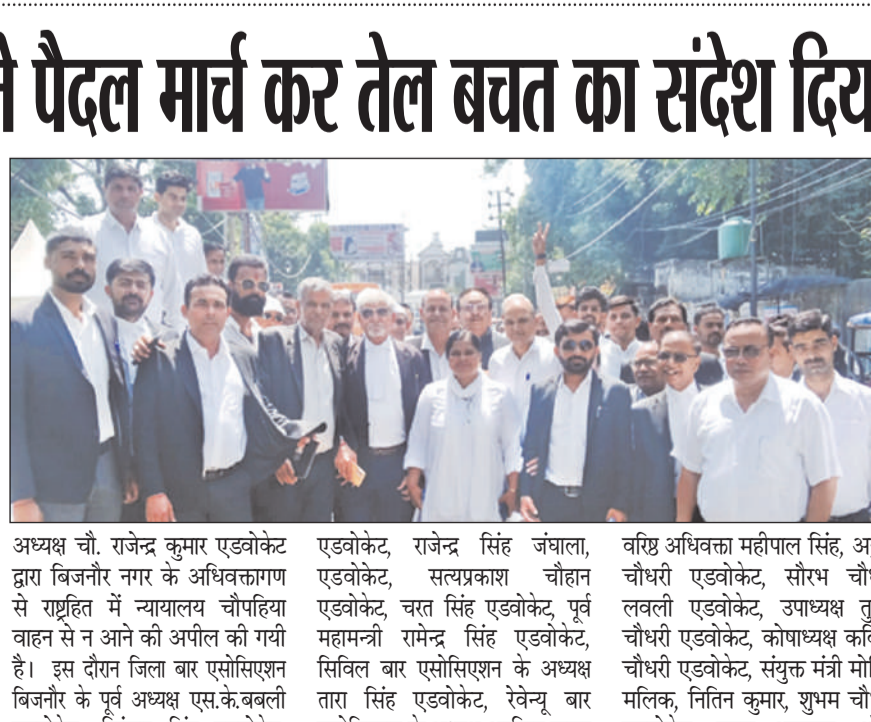 पैदल मार्च कर तेल बचत का संदेश
अध्यक्ष चौ. राजेन्द्र कुमार एडवोकेट
द्वारा बिजनौर नगर के अधिवक्तागण
से राष्ट्रहित में न्यायालय चौपहिया
वाहन से न आने की अपील की गयी
है। इस दौरान जिला बार एसोसिएशन
बिजनौर के पूर्व अध्यक्ष एस.के.बबली
एडवोकेट, राजेन्द्र सिंह जंघाला,
एडवोकेट, सत्यप्रकाश चौहान
एडवोकेट, चरत सिंह एडवोकेट, पूर्व
महामन्त्री रामेन्द्र सिंह एडवोकेट,
सिविल बार एसोसिएशन के अध्यक्ष
तारा सिंह एडवोकेट, रेवेन्यू बार
वरिष्ठ अधिवक्ता महीपाल सिंह,
चौधरी एडवोकेट, सौरभ
लवली एडवोकेट, उपाध्यक्ष
चौधरी एडवोकेट, कोषाध्यक्ष
चौधरी एडवोकेट, संयुक्त मंत्री
मलिक, नितिन कुमार, शुभम